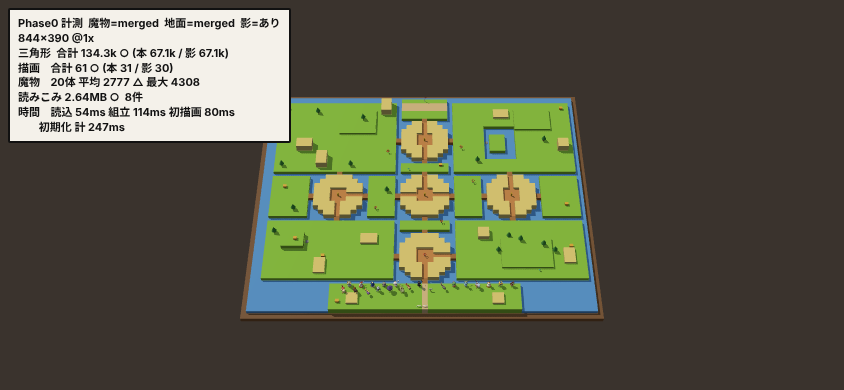 Phase0 計測 魔物=merged 地面=merged 影=あり
844×390 @1x
三角形 合計 134.3k ○ (本 67.1k / 影 67.1k)
描画 合計 61 ○ (本 31 / 影 30)
魔物 20体 平均 2777 △ 最大 4308
読みこみ 2.64MB ○ 8件
時間 読込 54ms 組立 114ms 初描画 80ms
初期化 計 247ms